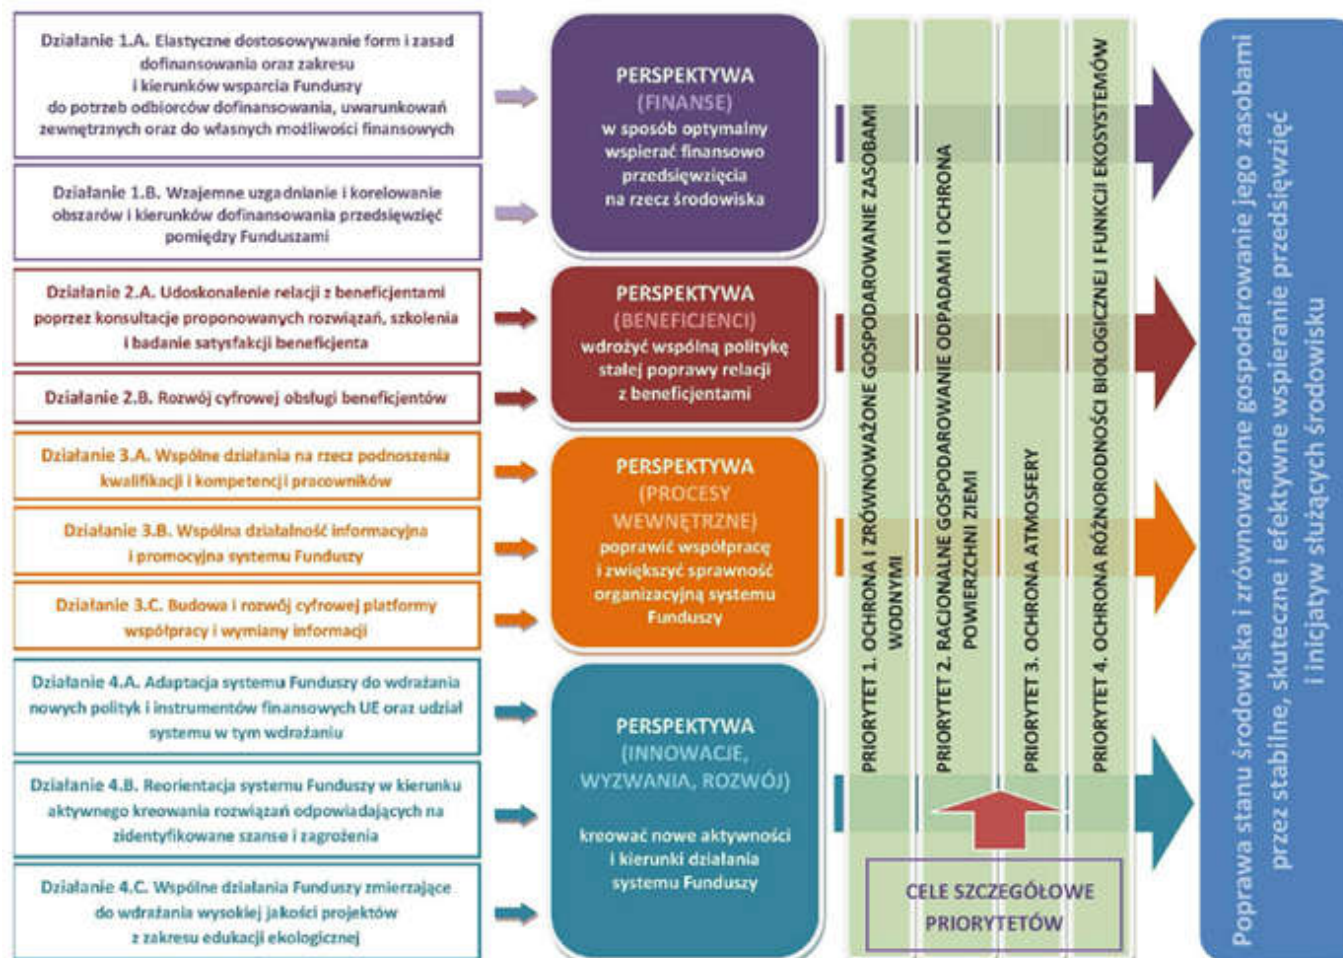 Działanie 1.A. Elastyczne dostosowywanie form i zasad
dofinansowania oraz zakresu
i kierunków wsparcia Funduszy
do potrzeb odbiorców dofinansowania, uwarunkowań
zewnętrznych oraz do własnych możliwości finansowych
Działanie 1.B. Wzajemne uzgadnianie i korelowanie
obszarów i kierunków dofinansowania przedsięwzięć
pomiędzy Funduszami
Działanie 2.A. Udoskonalenie relacji z beneficjentami
poprzez konsultacje proponowanych rozwiązań, szkolenia
i badanie satysfakcji beneficjenta
Działanie 2.B. Rozwój cyfrowej obsługi beneficjentów
Działanie 3.A. Wspólne działania na rzecz podnoszenia
kwalifikacji i kompetencji pracowników
Działanie 3.B. Wspólna działalność informacyjna
i promocyjna systemu Funduszy
Działanie 3.C. Budowa i rozwój cyfrowej platformy
współpracy i wymiany informacji
Działanie 4.A. Adaptacja systemu Funduszy do wdrażania
nowych polityk i instrumentów finansowych UE oraz udział
systemu w tym wdrażaniu
Działanie 4.B. Reorientacja systemu Funduszy w kierunku
aktywnego kreowania rozwiązań odpowiadających na
zidentyfikowane szanse i zagrożenia
Działanie 4.C. Wspólne działania Funduszy zmierzające
do wdrażania wysokiej jakości projektów
z zakresu edukacji ekologicznej
PERSPEKTYWA
(FINANSE)
w sposób optymalny
wspierać finansowo
przedsięwzięcia
na rzecz środowiska
PERSPEKTYWA
(BENEFICJENCI)
wdrożyć wspólną politykę
stałej poprawy relacji
z beneficjentami
PERSPEKTYWA
(PROCESY
WEWNĘTRZNE)
poprawić współpracę
i zwiększyć sprawność
organizacyjną systemu
Funduszy
PERSPEKTYWA
(INNOWACJE,
WYZWANIA, ROZWÓJ)
kreować nowe aktywności
i kierunki działania
systemu Funduszy
PRIORYTET 1. OCHRONA I ZRÓWNOWAŻONE GOSPODAROWANIE ZASOBAMI
WODNYMI
PRIORYTET 2. RACJONALNE GOSPODAROWANIE ODPADAMI I OCHRONA
POWIERZCHNI ZIEMI
PRIORYTET 3. OCHRONA ATMOSFERY
PRIORYTET 4. OCHRONA RÓŻNORODNOŚCI BIOLOGICZNEJ I FUNKCJI EKOSYSTEMÓW
CELE SZCZEGÓŁOWE
PRIORYTETÓW
Poprawa stanu środowiska i zrównoważone gospodarowanie jego zasobami
przez stabilne, skuteczne i efektywne wspieranie przedsięwzięć
i inicjatyw służących środowisku